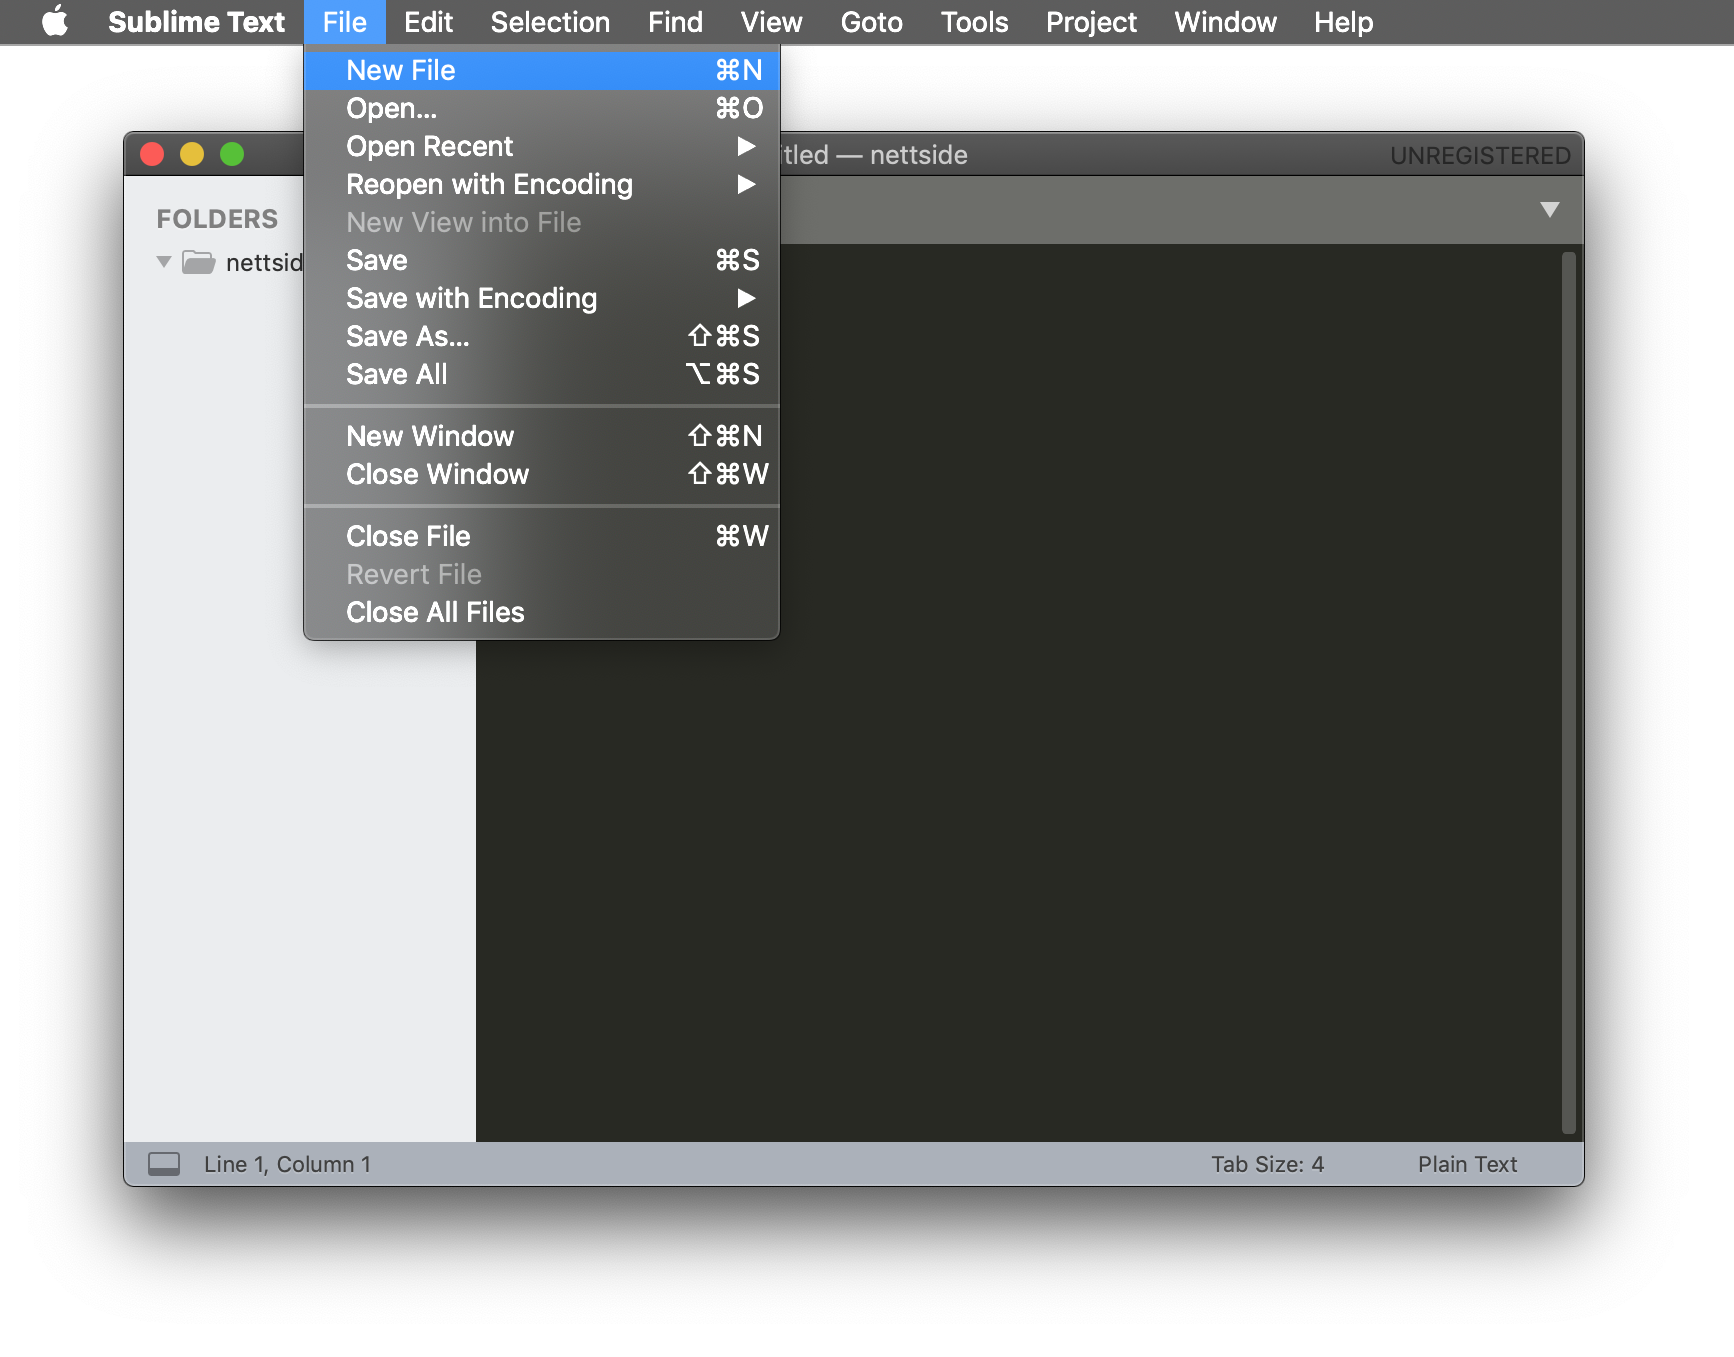 Sublime Text File Edit Selection Find View Goto Tools Project Window Help
New File ⌘N
Open... ⌘O
Open Recent ▶
Reopen with Encoding ▶
New View into File
Save ⌘S
Save with Encoding ▶
Save As... ⇧⌘S
Save All ⌥⌘S
New Window ⇧⌘N
Close Window ⇧⌘W
Close File ⌘W
Revert File
Close All Files
itled — nettside UNREGISTERED
FOLDERS
nettsid
Line 1, Column 1 Tab Size: 4 Plain Text